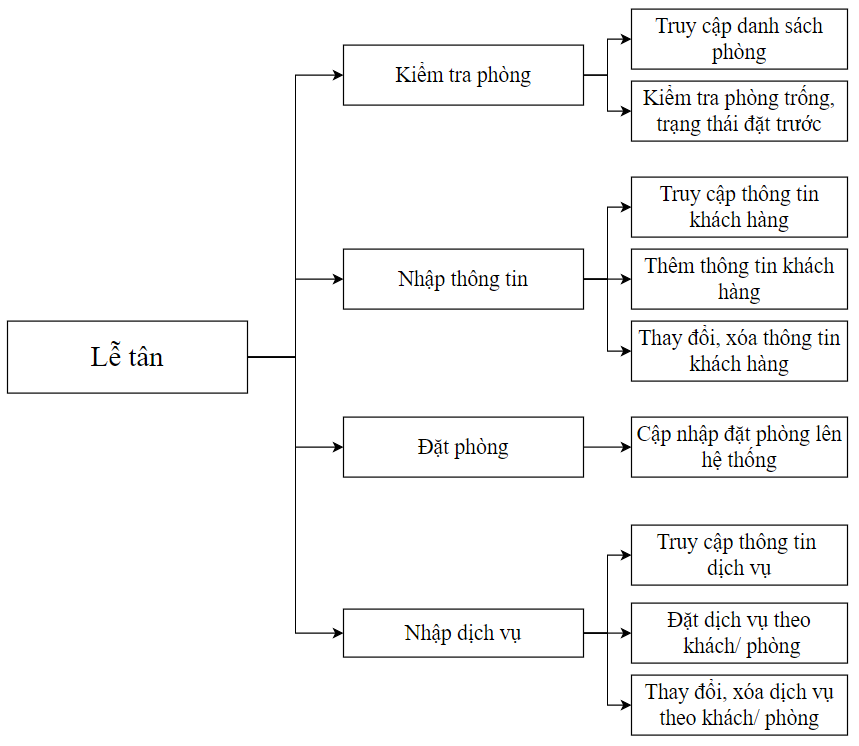 Lễ tân
Kiểm tra phòng
Truy cập danh sách
phòng
Kiểm tra phòng trống,
trạng thái đặt trước
Nhập thông tin
Truy cập thông tin
khách hàng
Thêm thông tin khách
hàng
Thay đổi, xóa thông tin
khách hàng
Đặt phòng
Cập nhập đặt phòng lên
hệ thống
Nhập dịch vụ
Truy cập thông tin
dịch vụ
Đặt dịch vụ theo
khách/ phòng
Thay đổi, xóa dịch vụ
theo khách/ phòng